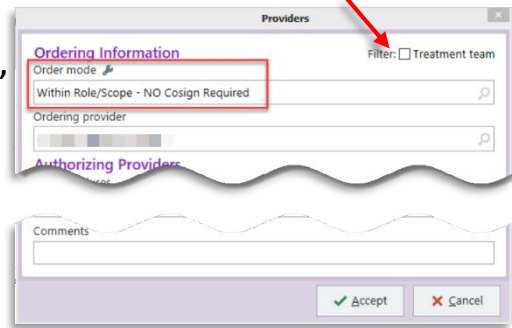 Providers
Ordering Information
Filter: Treatment team
Order mode
Within Role/Scope - NO Cosign Required
Ordering provider
Authorizing Providers
Comments
Accept
Cancel